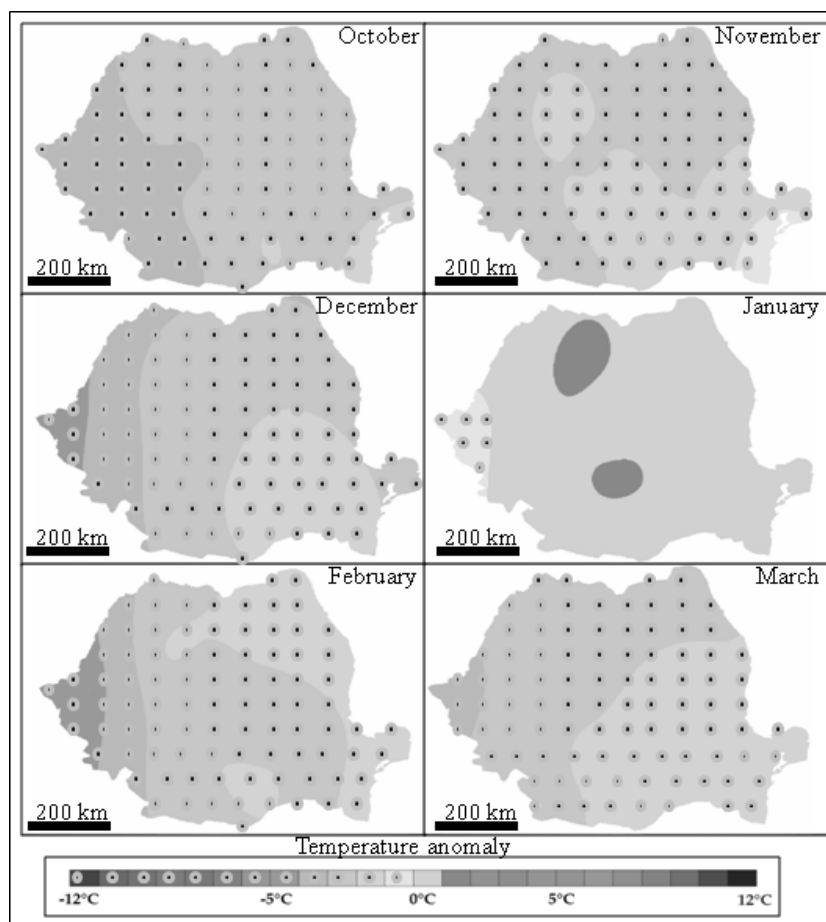 October
November
200 km
200 km
December
January
200 km
200 km
February
March
200 km
200 km
Temperature anomaly
-12°C -5°C 0°C 5°C 12°C